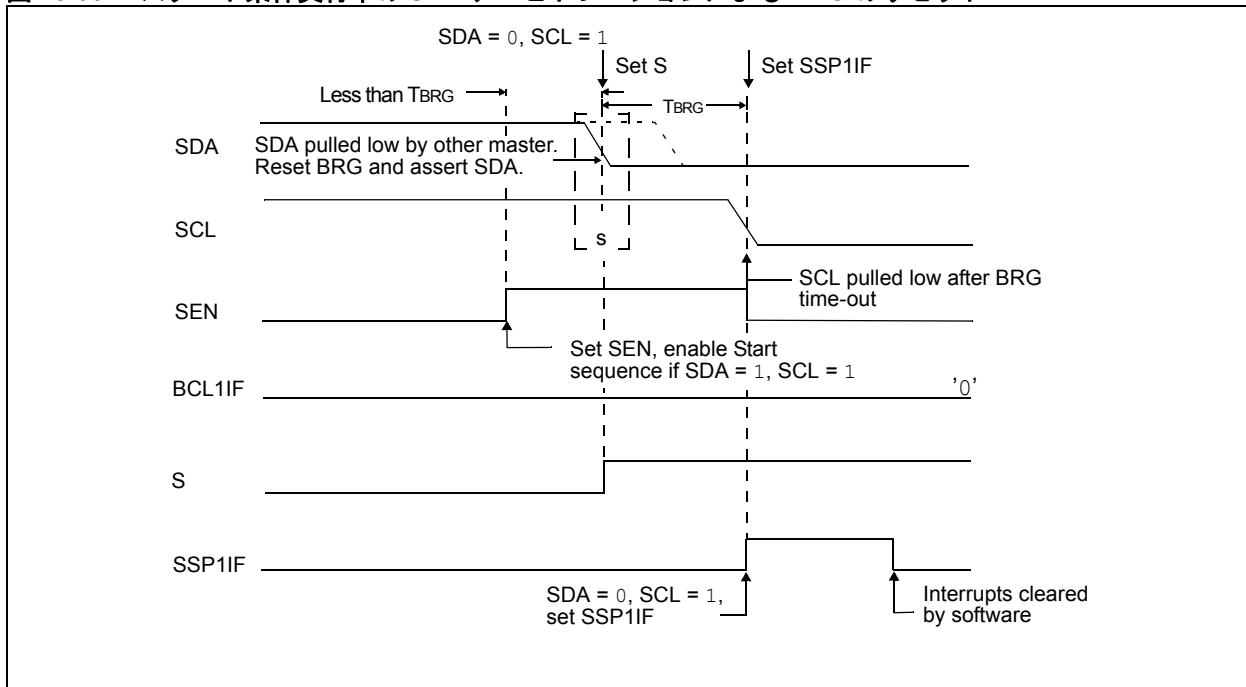 SDA = 0, SCL = 1
Set S
Set SSP1IF
Less than TBRG
TBRG
SDA
SDA pulled low by other master.
Reset BRG and assert SDA.
SCL
S
SCL pulled low after BRG
time-out
SEN
Set SEN, enable Start
sequence if SDA = 1, SCL = 1
BCL1IF
'0'
S
SSP1IF
SDA = 0, SCL = 1,
set SSP1IF
Interrupts cleared
by software